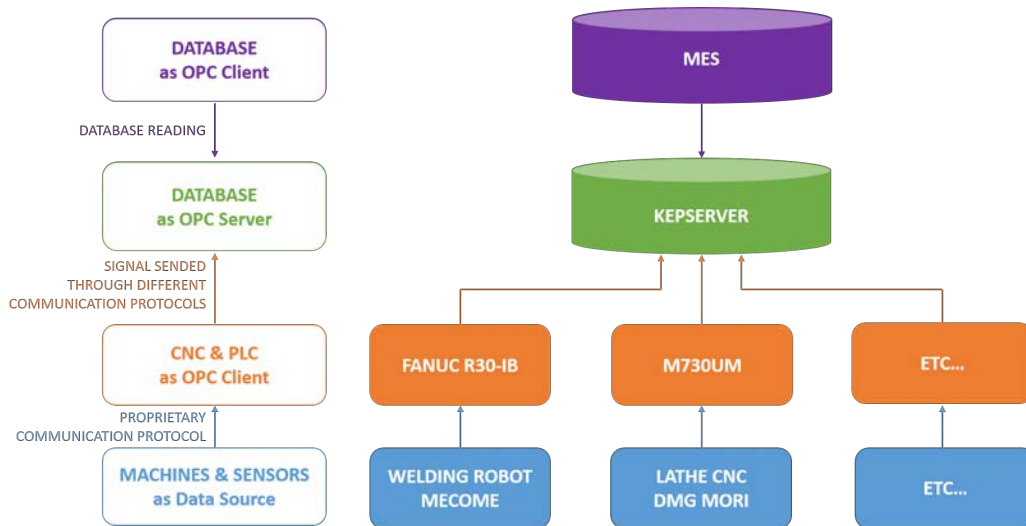 DATABASE
as OPC Client
MES
DATABASE READING
DATABASE
as OPC Server
KEPSERVER
SIGNAL SENDED
THROUGH DIFFERENT
COMMUNICATION PROTOCOLS
CNC & PLC
as OPC Client
FANUC R30-IB
M730UM
ETC...
PROPRIETARY
COMMUNICATION PROTOCOL
MACHINES & SENSORS
as Data Source
WELDING ROBOT
MECOME
LATHE CNC
DMG MORI
ETC...